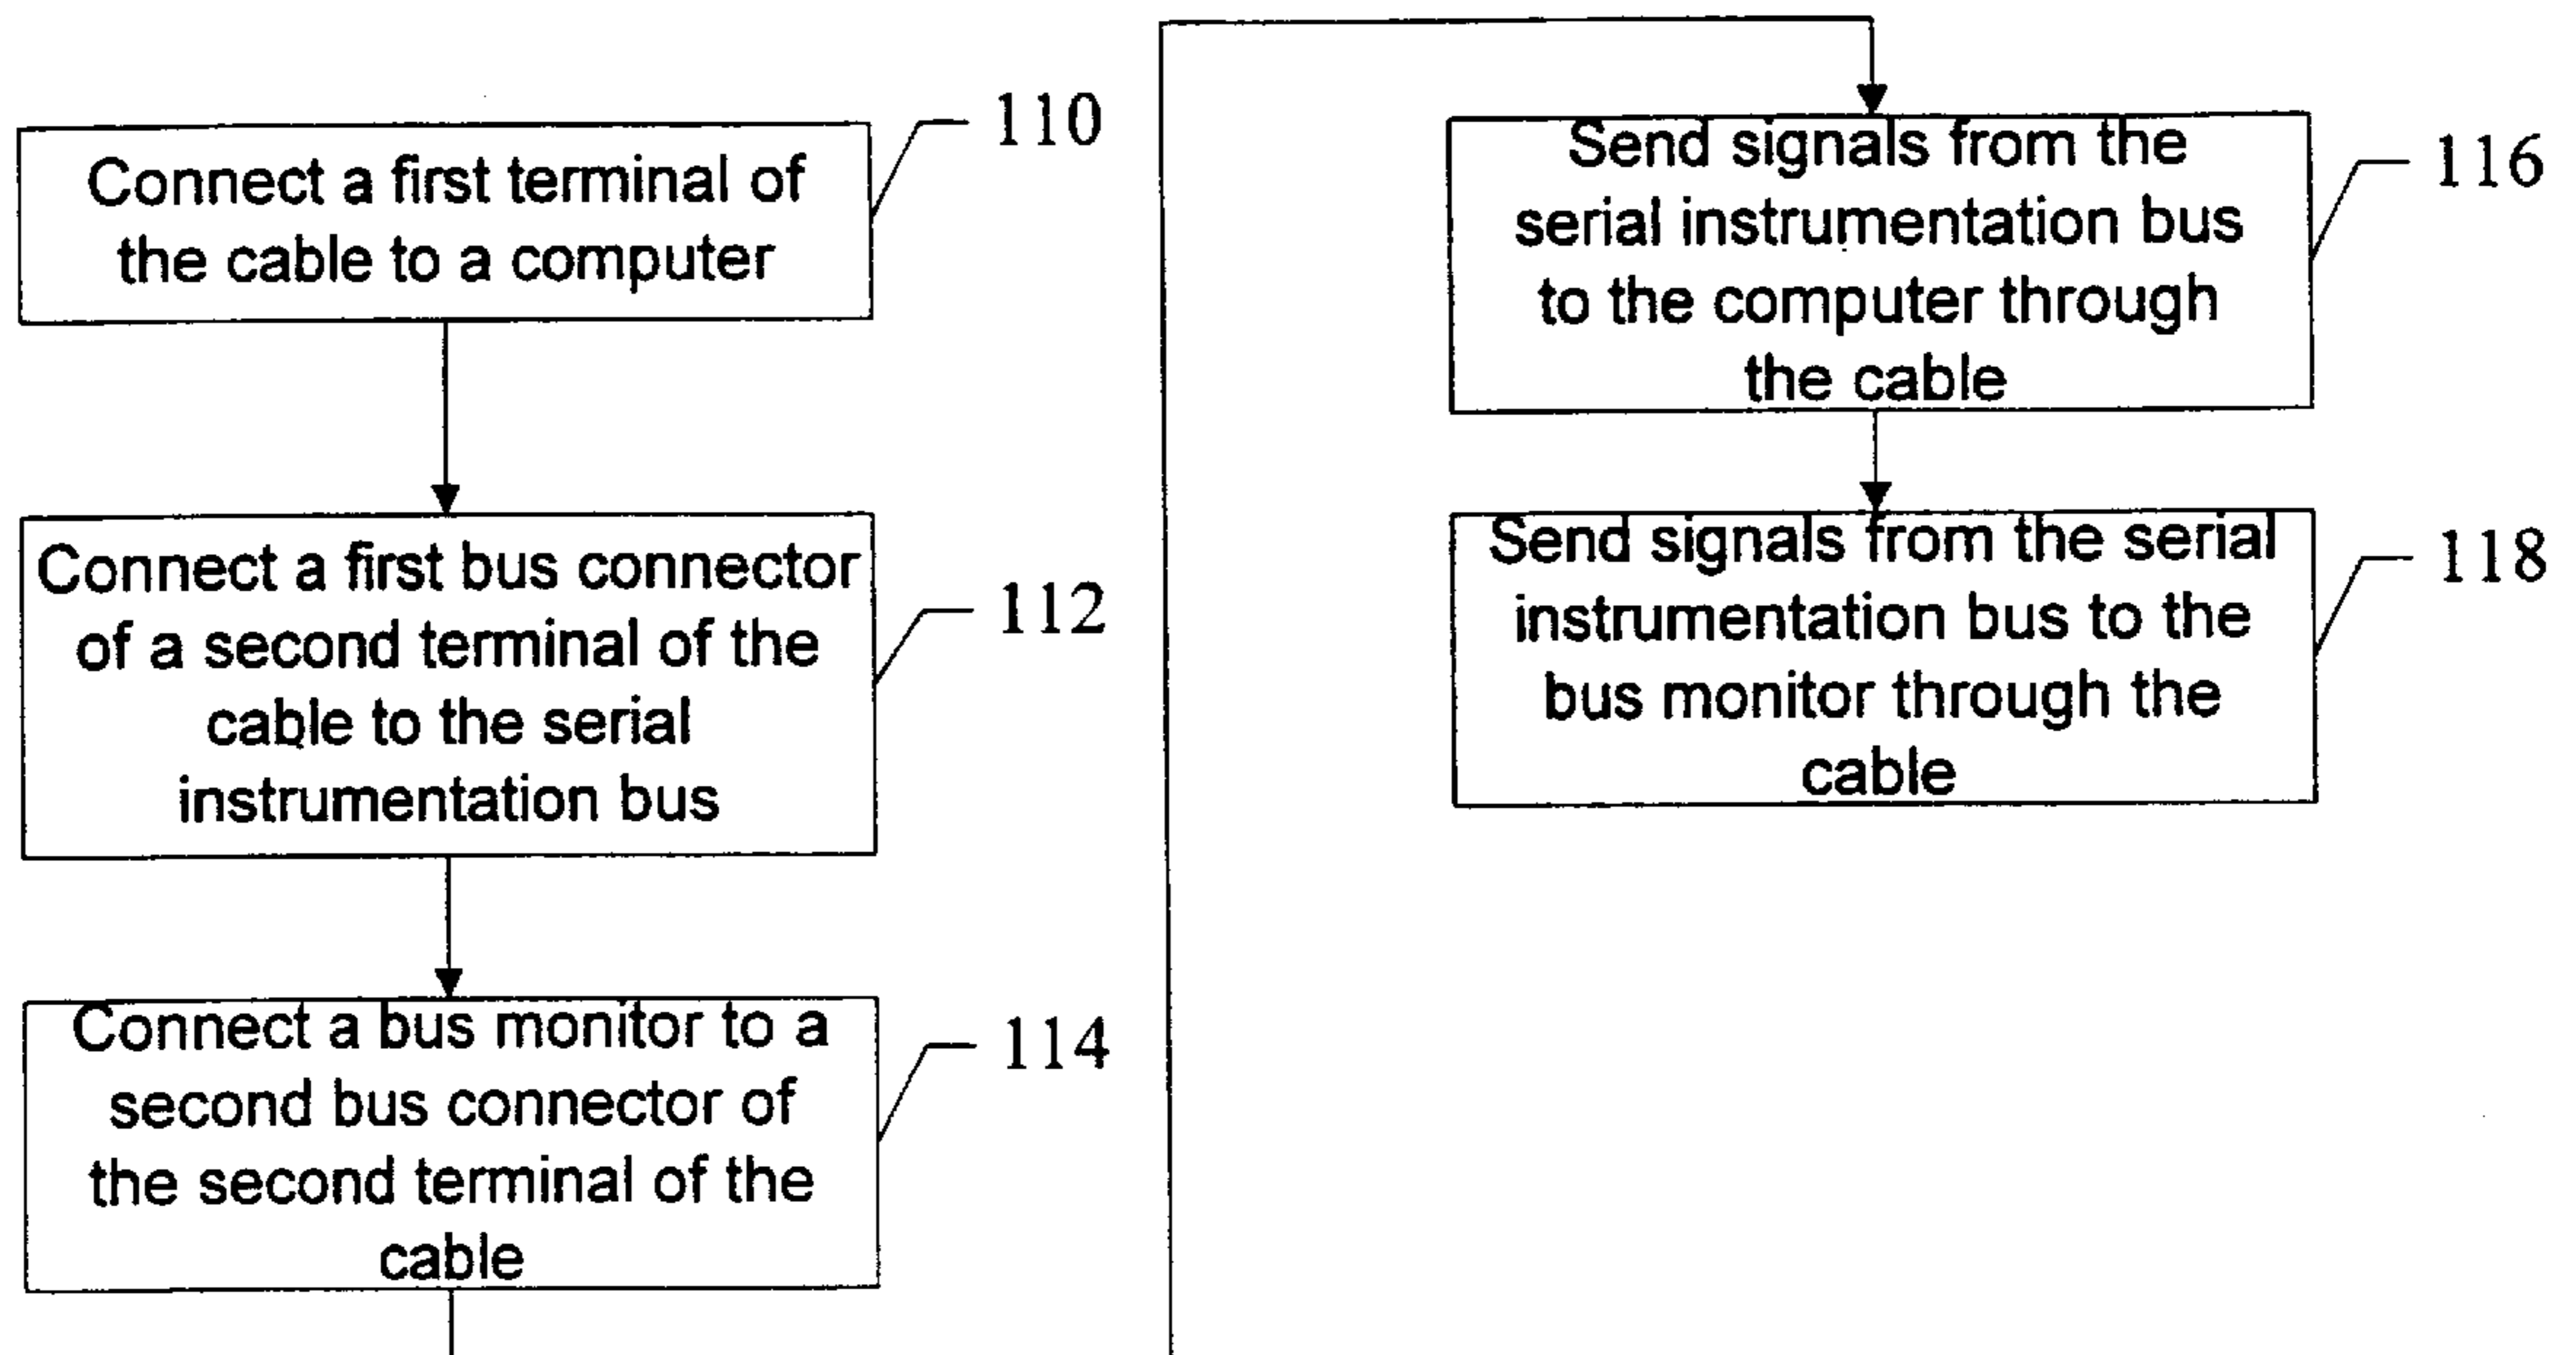 Connect a first terminal of
the cable to a computer
110
Connect a first bus connector
of a second terminal of the
cable to the serial
instrumentation bus
112
Connect a bus monitor to a
second bus connector of
the second terminal of the
cable
114
Send signals from the
serial instrumentation bus
to the computer through
the cable
116
Send signals from the serial
instrumentation bus to the
bus monitor through the
cable
118